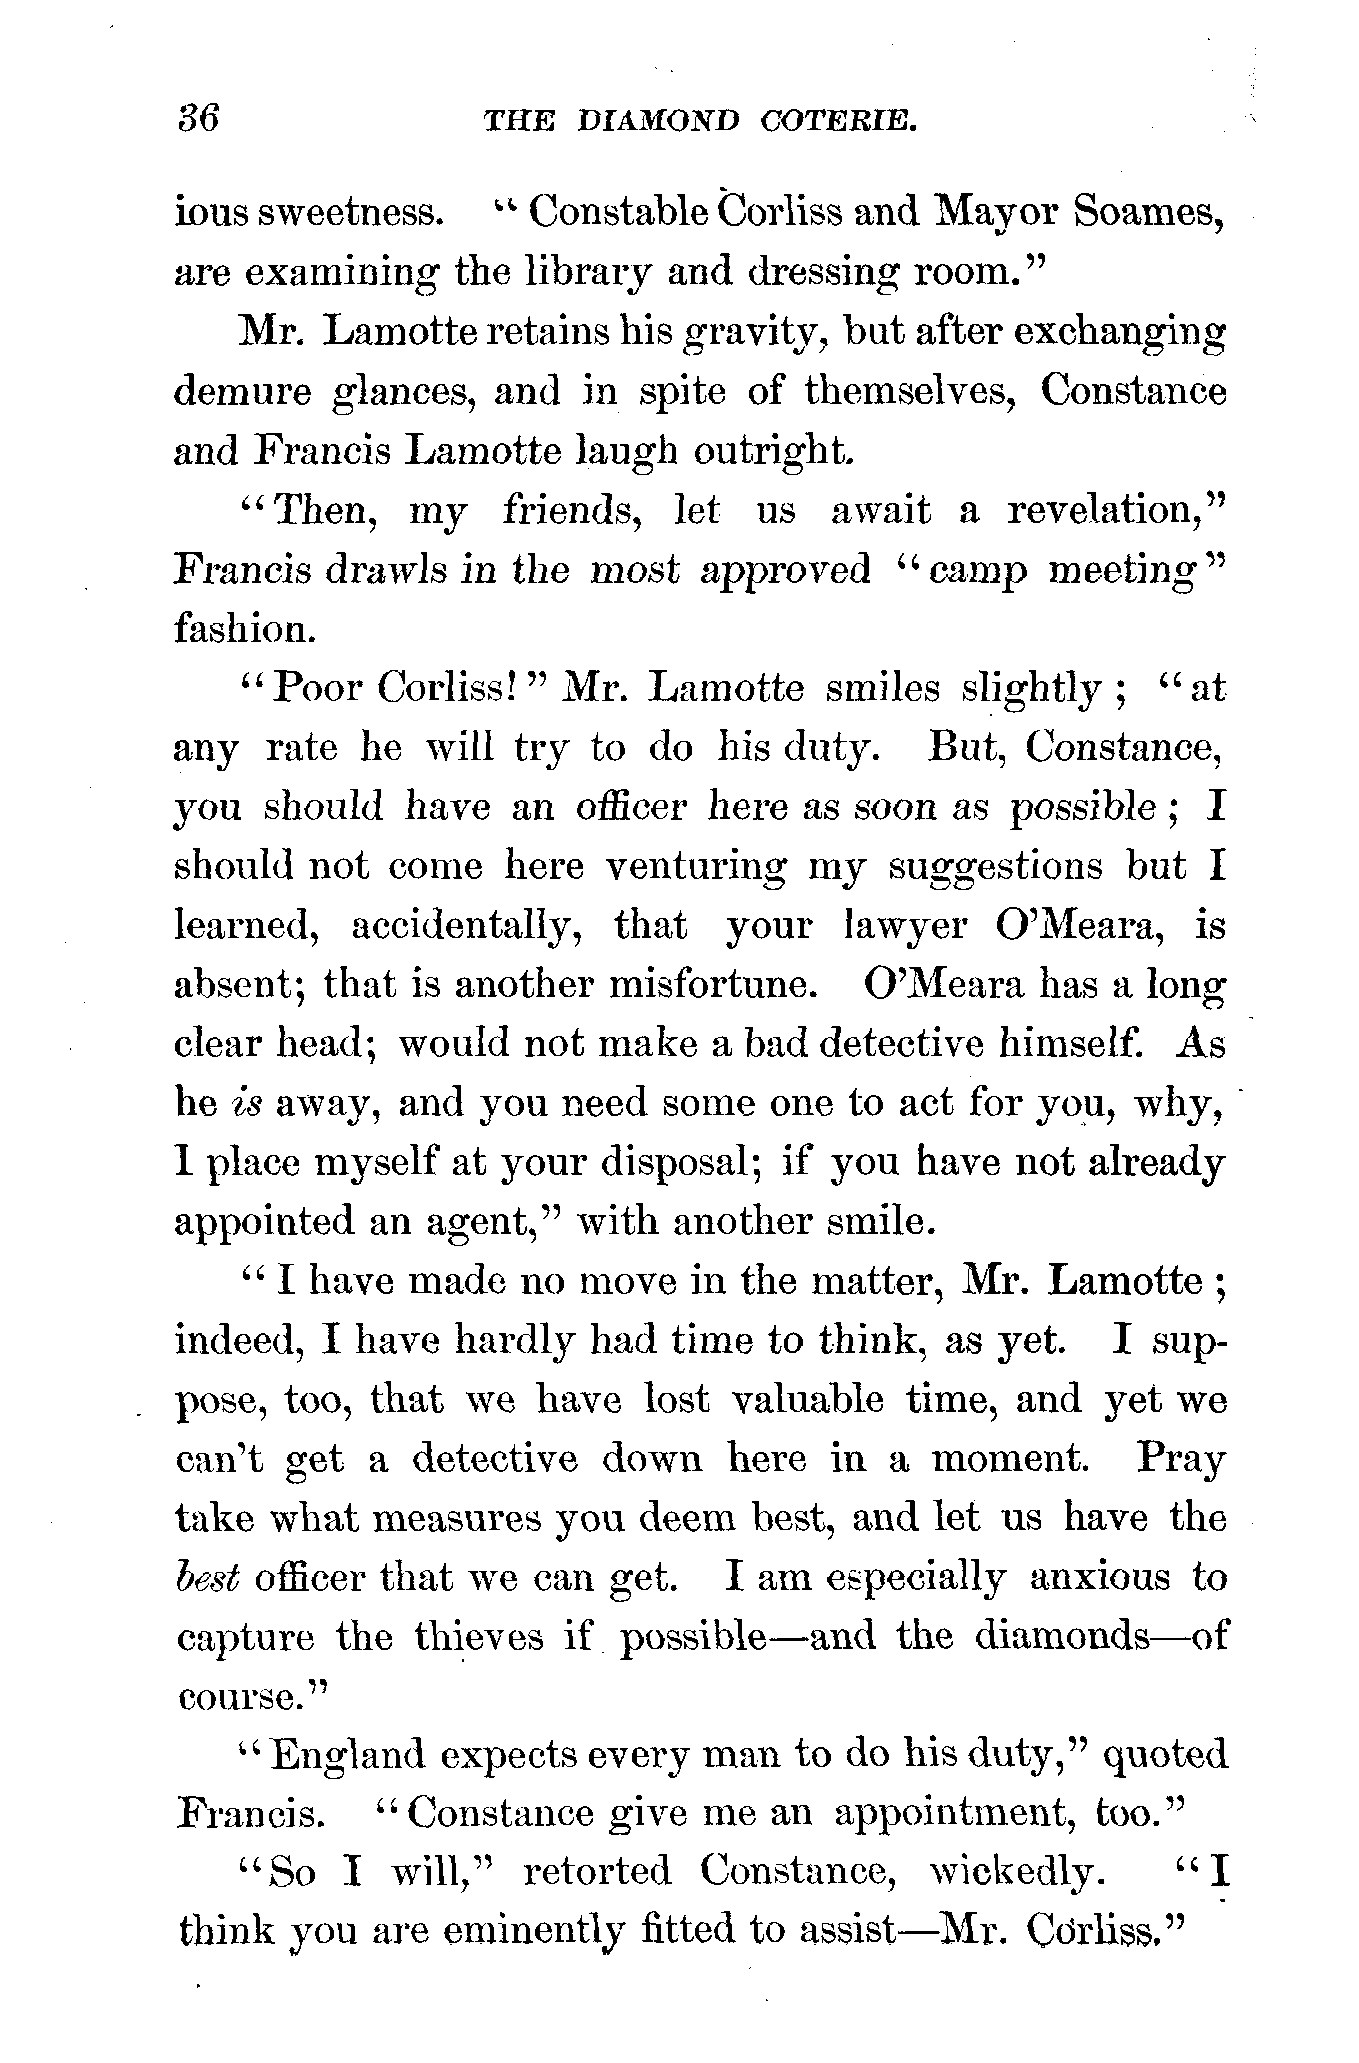 36 THE DIAMOND COTERIE.
ious sweetness. "Constable Corliss and Mayor Soames,
are examining the library and dressing room."
Mr. Lamotte retains his gravity, but after exchanging
demure glances, and in spite of themselves, Constance
and Francis Lamotte laugh outright.
"Then, my friends, let us await a revelation,"
Francis drawls in the most approved "camp meeting"
fashion.
"Poor Corliss!" Mr. Lamotte smiles slightly; "at
any rate he will try to do his duty. But, Constance,
you should have an officer here as soon as possible; I
should not come here venturing my suggestions but I
learned, accidentally, that your lawyer O'Meara, is
absent; that is another misfortune. O'Meara has a long
clear head; would not make a bad detective himself. As
he is away, and you need some one to act for you, why,
I place myself at your disposal; if you have not already
appointed an agent," with another smile.
"I have made no move in the matter, Mr. Lamotte;
indeed, I have hardly had time to think, as yet. I sup-
pose, too, that we have lost valuable time, and yet we
can't get a detective down here in a moment. Pray
take what measures you deem best, and let us have the
best officer that we can get. I am especially anxious to
capture the thieves if possible—and the diamonds—of
course."
"England expects every man to do his duty," quoted
Francis. "Constance give me an appointment, too."
"So I will," retorted Constance, wickedly. "I
think you are eminently fitted to assist—Mr. Corliss."